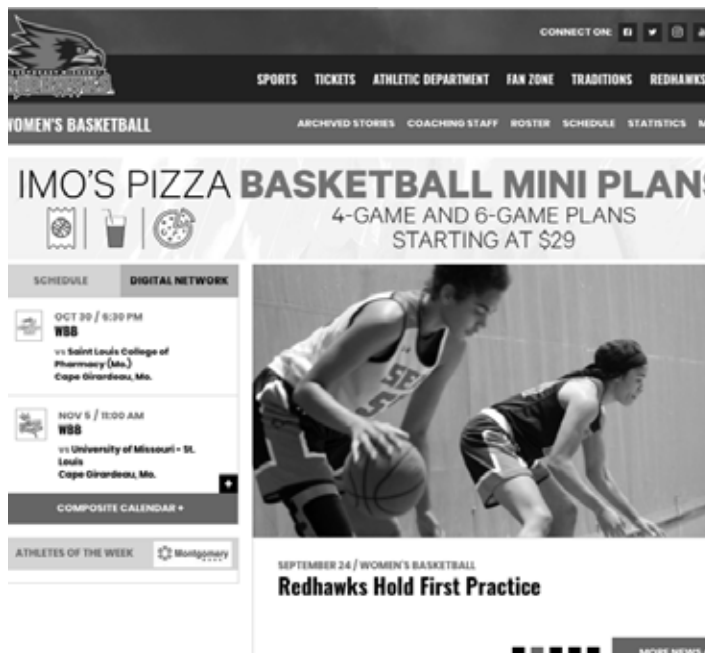 CONNECT ON:
SPORTS TICKETS ATHLETIC DEPARTMENT FAN ZONE TRADITIONS REDHAWKS
WOMEN'S BASKETBALL
ARCHIVED STORIES COACHING STAFF ROSTER SCHEDULE STATISTICS M
IMO'S PIZZA BASKETBALL MINI PLANS
4-GAME AND 6-GAME PLANS
STARTING AT $29
SCHEDULE DIGITAL NETWORK
OCT 30 / 6:30 PM
WBB
vs Saint Louis College of
Pharmacy (Mo.)
Cape Girardeau, Mo.
NOV 5 / 11:00 AM
WBB
vs University of Missouri - St.
Louis
Cape Girardeau, Mo.
+
COMPOSITE CALENDAR +
ATHLETES OF THE WEEK Montgomery
SE
SEPTEMBER 24 / WOMEN'S BASKETBALL
Redhawks Hold First Practice
MORE NEWS